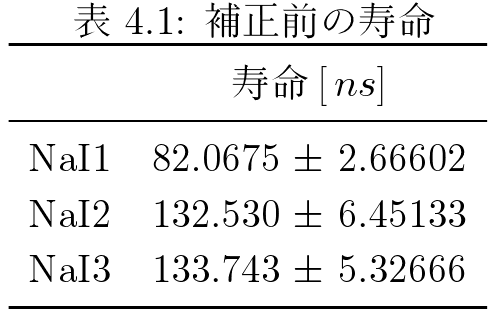 表 4.1: 補正前の寿命
寿命 [ns]
NaI1 82.0675 ± 2.66602
NaI2 132.530 ± 6.45133
NaI3 133.743 ± 5.32666